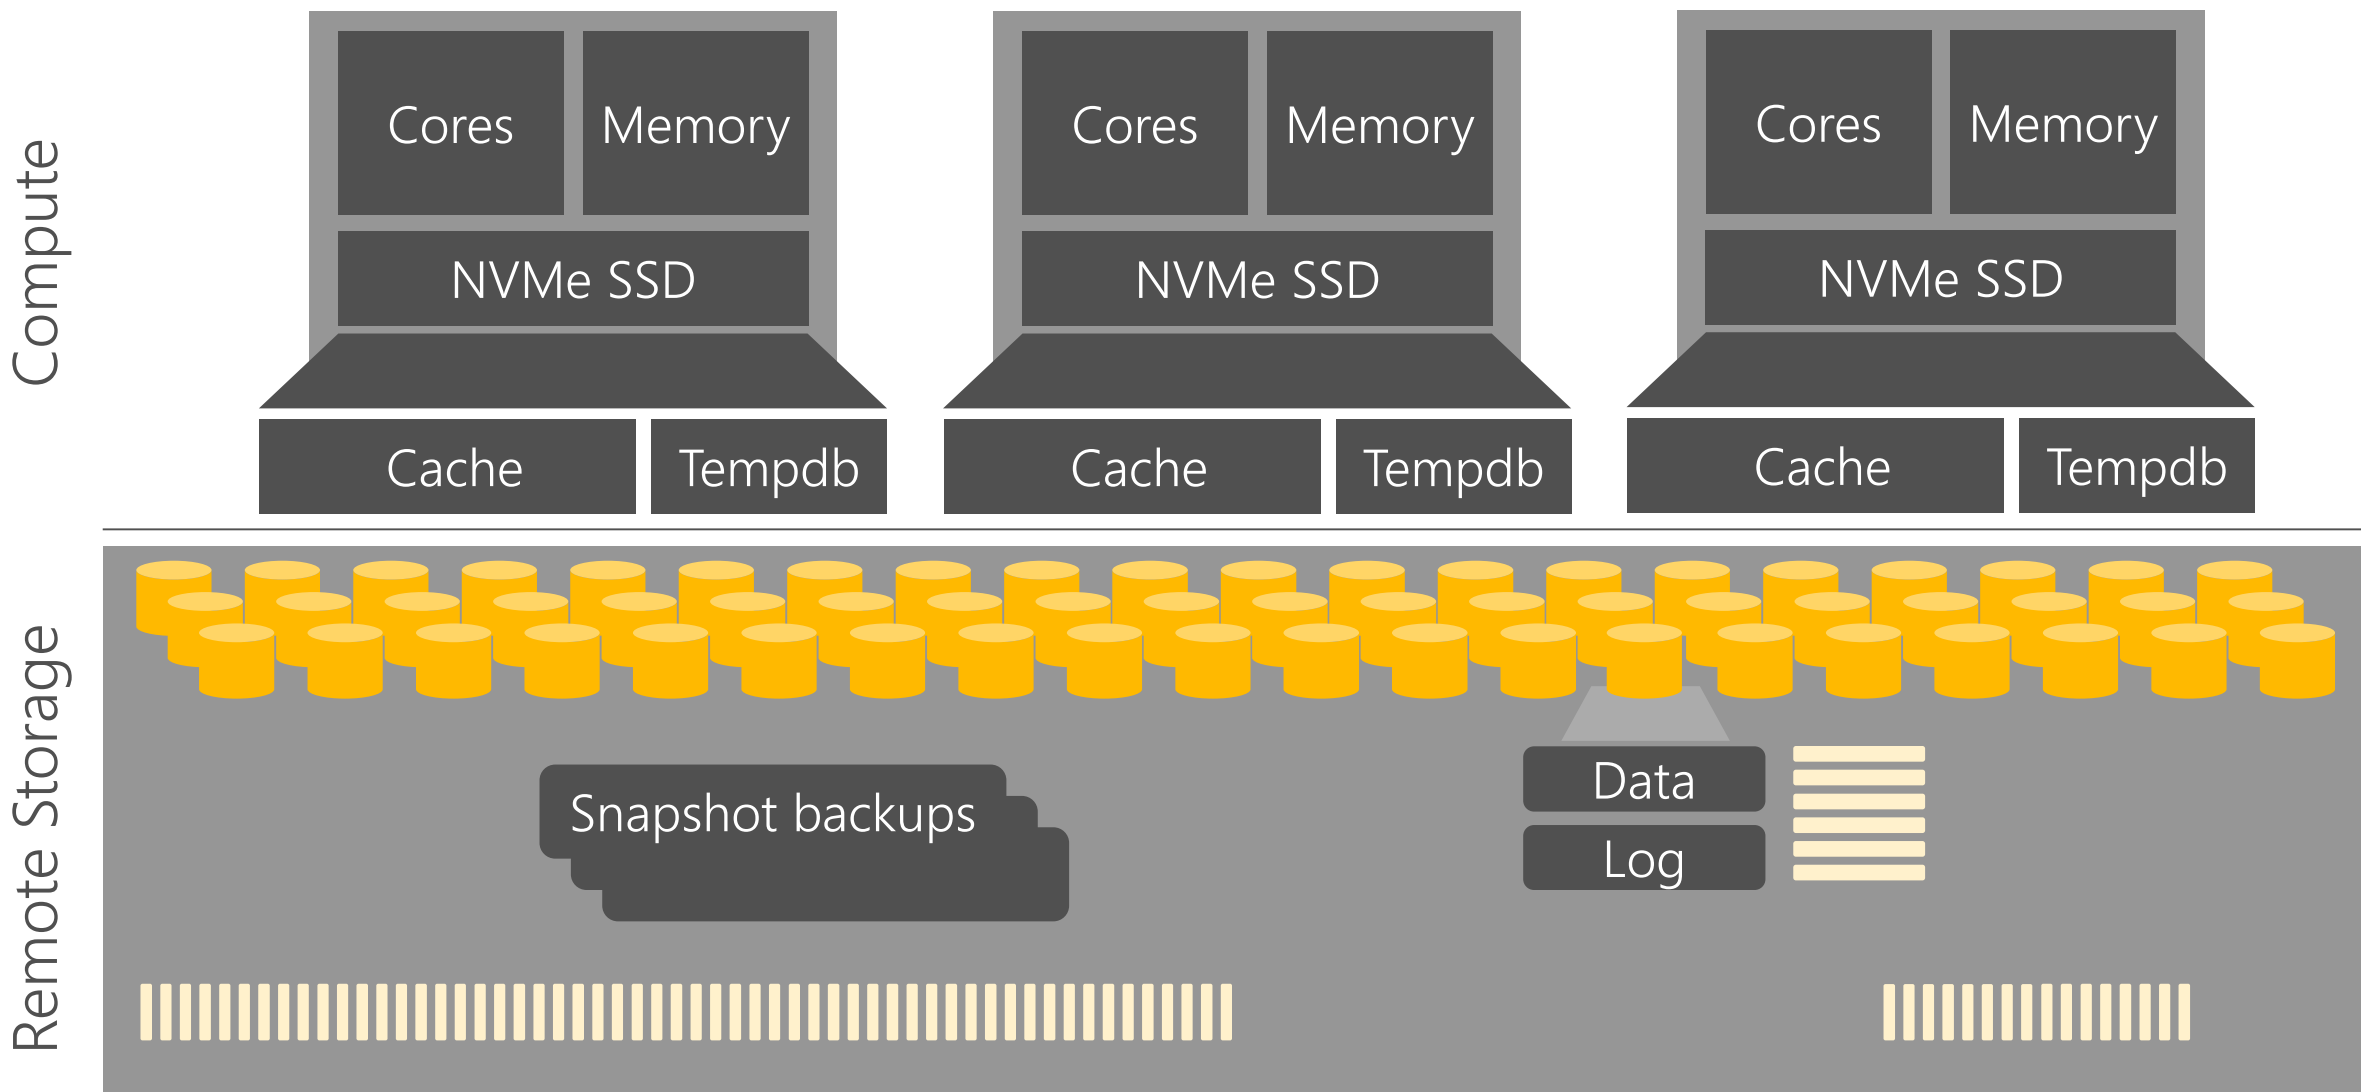 Compute
Cores
Memory
NVMe SSD
Cache
Tempdb
Cores
Memory
NVMe SSD
Cache
Tempdb
Cores
Memory
NVMe SSD
Cache
Tempdb
Remote Storage
Snapshot backups
Data
Log